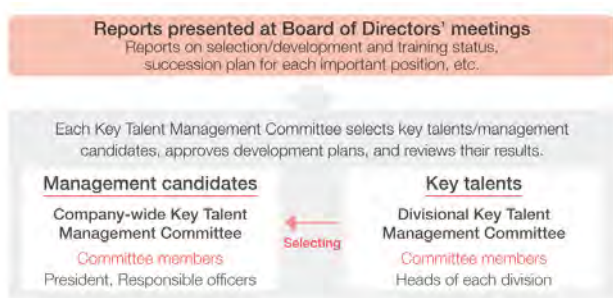 Reports presented at Board of Directors' meetings
Reports on selection/development and training status,
succession plan for each important position, etc.
Each Key Talent Management Committee selects key talents/management
candidates, approves development plans, and reviews their results.
Management candidates
Company-wide Key Talent
Management Committee
Committee members
President, Responsible officers
Selecting
Key talents
Divisional Key Talent
Management Committee
Committee members
Heads of each division